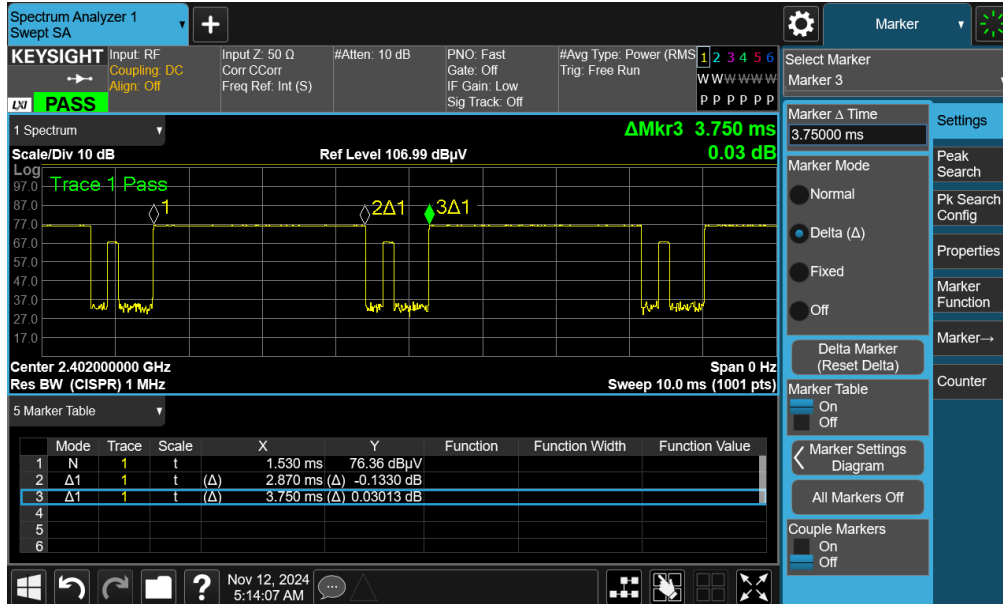 Spectrum Analyzer 1
Swept SA
+
Marker
KEYSIGHT
LXI PASS
Input: RF
Coupling: DC
Align: Off
Input Z: 50 Ω
Corr CCorr
Freq Ref: Int (S)
#Atten: 10 dB
PNO: Fast
Gate: Off
IF Gain: Low
Sig Track: Off
#Avg Type: Power (RMS
Trig: Free Run
1 2 3 4 5 6
W W W W W W
P P P P P P
1 Spectrum
ΔMkr3 3.750 ms
Scale/Div 10 dB
Ref Level 106.99 dBµV
0.03 dB
Log
Trace 1 Pass
97.0
87.0
77.0
67.0
57.0
47.0
37.0
27.0
17.0
1
2Δ1
3Δ1
Center 2.402000000 GHz
Span 0 Hz
Res BW (CISPR) 1 MHz
Sweep 10.0 ms (1001 pts)
5 Marker Table
Mode Trace Scale X Y Function Function Width Function Value
1 N 1 t 1.530 ms 76.36 dBµV
2 Δ1 1 t (Δ) 2.870 ms (Δ) -0.1330 dB
3 Δ1 1 t (Δ) 3.750 ms (Δ) 0.03013 dB
4
5
6
?
Nov 12, 2024
5:14:07 AM
Select Marker
Marker 3
Marker Δ Time
3.75000 ms
Marker Mode
Normal
Delta (Δ)
Fixed
Off
Delta Marker
(Reset Delta)
Marker Table
On
Off
Marker Settings
Diagram
All Markers Off
Couple Markers
On
Off
Settings
Peak
Search
Pk Search
Config
Properties
Marker
Function
Marker→
Counter